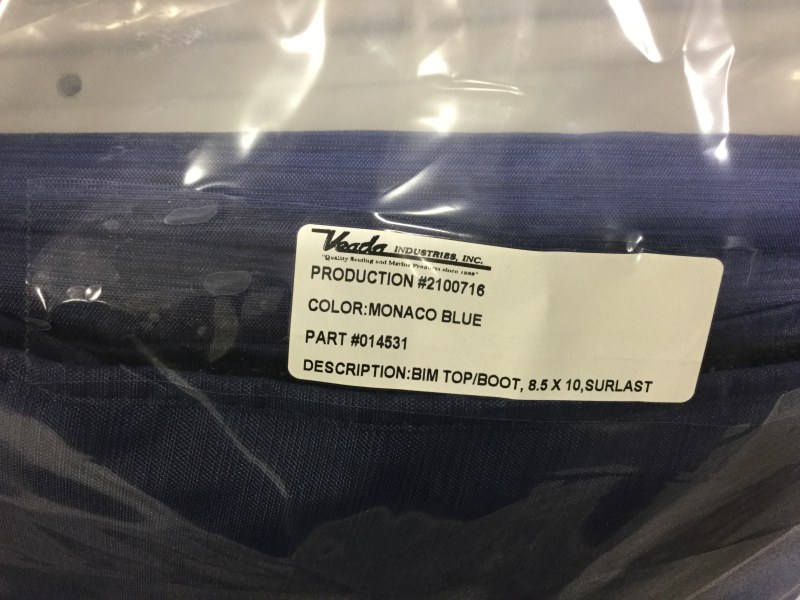 Veada INDUSTRIES, INC.
"Quality Seating and Marine Products since
PRODUCTION #2100716
COLOR:MONACO BLUE
PART #014531
DESCRIPTION:BIM TOP/BOOT, 8.5 X 10,SURLAST